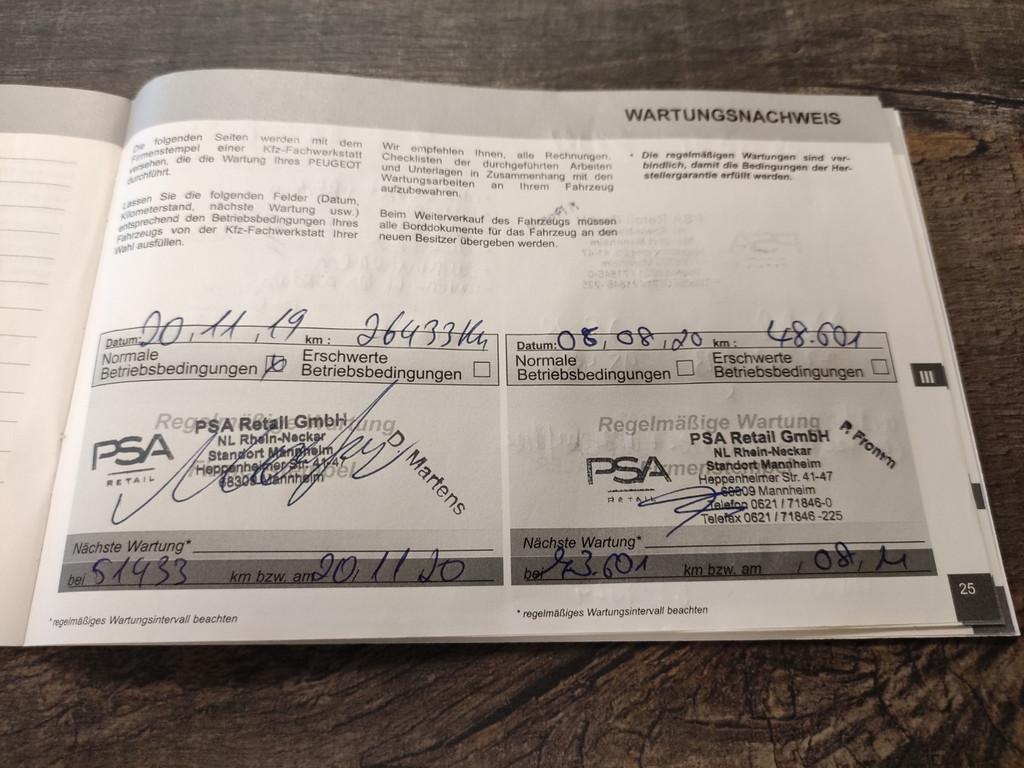 WARTUNGSNACHWEIS
Die folgenden Seiten werden mit dem
Firmenstempel einer Kfz-Fachwerkstatt
versehen, die die Wartung Ihres PEUGEOT
durchführt.
Lassen Sie die folgenden Felder (Datum,
Kilometerstand, nächste Wartung usw.)
entsprechend den Betriebsbedingungen Ihres
Fahrzeugs von der Kfz-Fachwerkstatt Ihrer
Wahl ausfüllen.
Wir empfehlen Ihnen, alle Rechnungen,
Checklisten der durchgeführten Arbeiten
und Unterlagen in Zusammenhang mit den
Wartungsarbeiten an Ihrem Fahrzeug
aufzubewahren.
Beim Weiterverkauf des Fahrzeugs müssen
alle Borddokumente für das Fahrzeug an den
neuen Besitzer übergeben werden.
* Die regelmäßigen Wartungen sind ver-
bindlich, damit die Bedingungen der Her-
stellergarantie erfüllt werden.
Datum: 20.11.19 km: 26433 Km
Normale Betriebsbedingungen
Erschwerte Betriebsbedingungen
Regelmäßige Wartung
PSA RETAIL
PSA Retail GmbH
NL Rhein-Neckar
Standort Mannheim
Heppenheimer Str. 41-47
68309 Mannheim
D. Martens
Nächste Wartung*
bei 51433 km bzw. am 20.11.20
* regelmäßiges Wartungsintervall beachten
Datum: 08.20 km: 48.601
Normale Betriebsbedingungen
Erschwerte Betriebsbedingungen
Regelmäßige Wartung
Firmenstempel
PSA RETAIL
PSA Retail GmbH
NL Rhein-Neckar
Standort Mannheim
Heppenheimer Str. 41-47
68309 Mannheim
Telefon 0621 / 71846-0
Telefax 0621 / 71846 -225
P. Fromm
Nächste Wartung*
bei 73.601 km bzw. am 08.
* regelmäßiges Wartungsintervall beachten
III
25